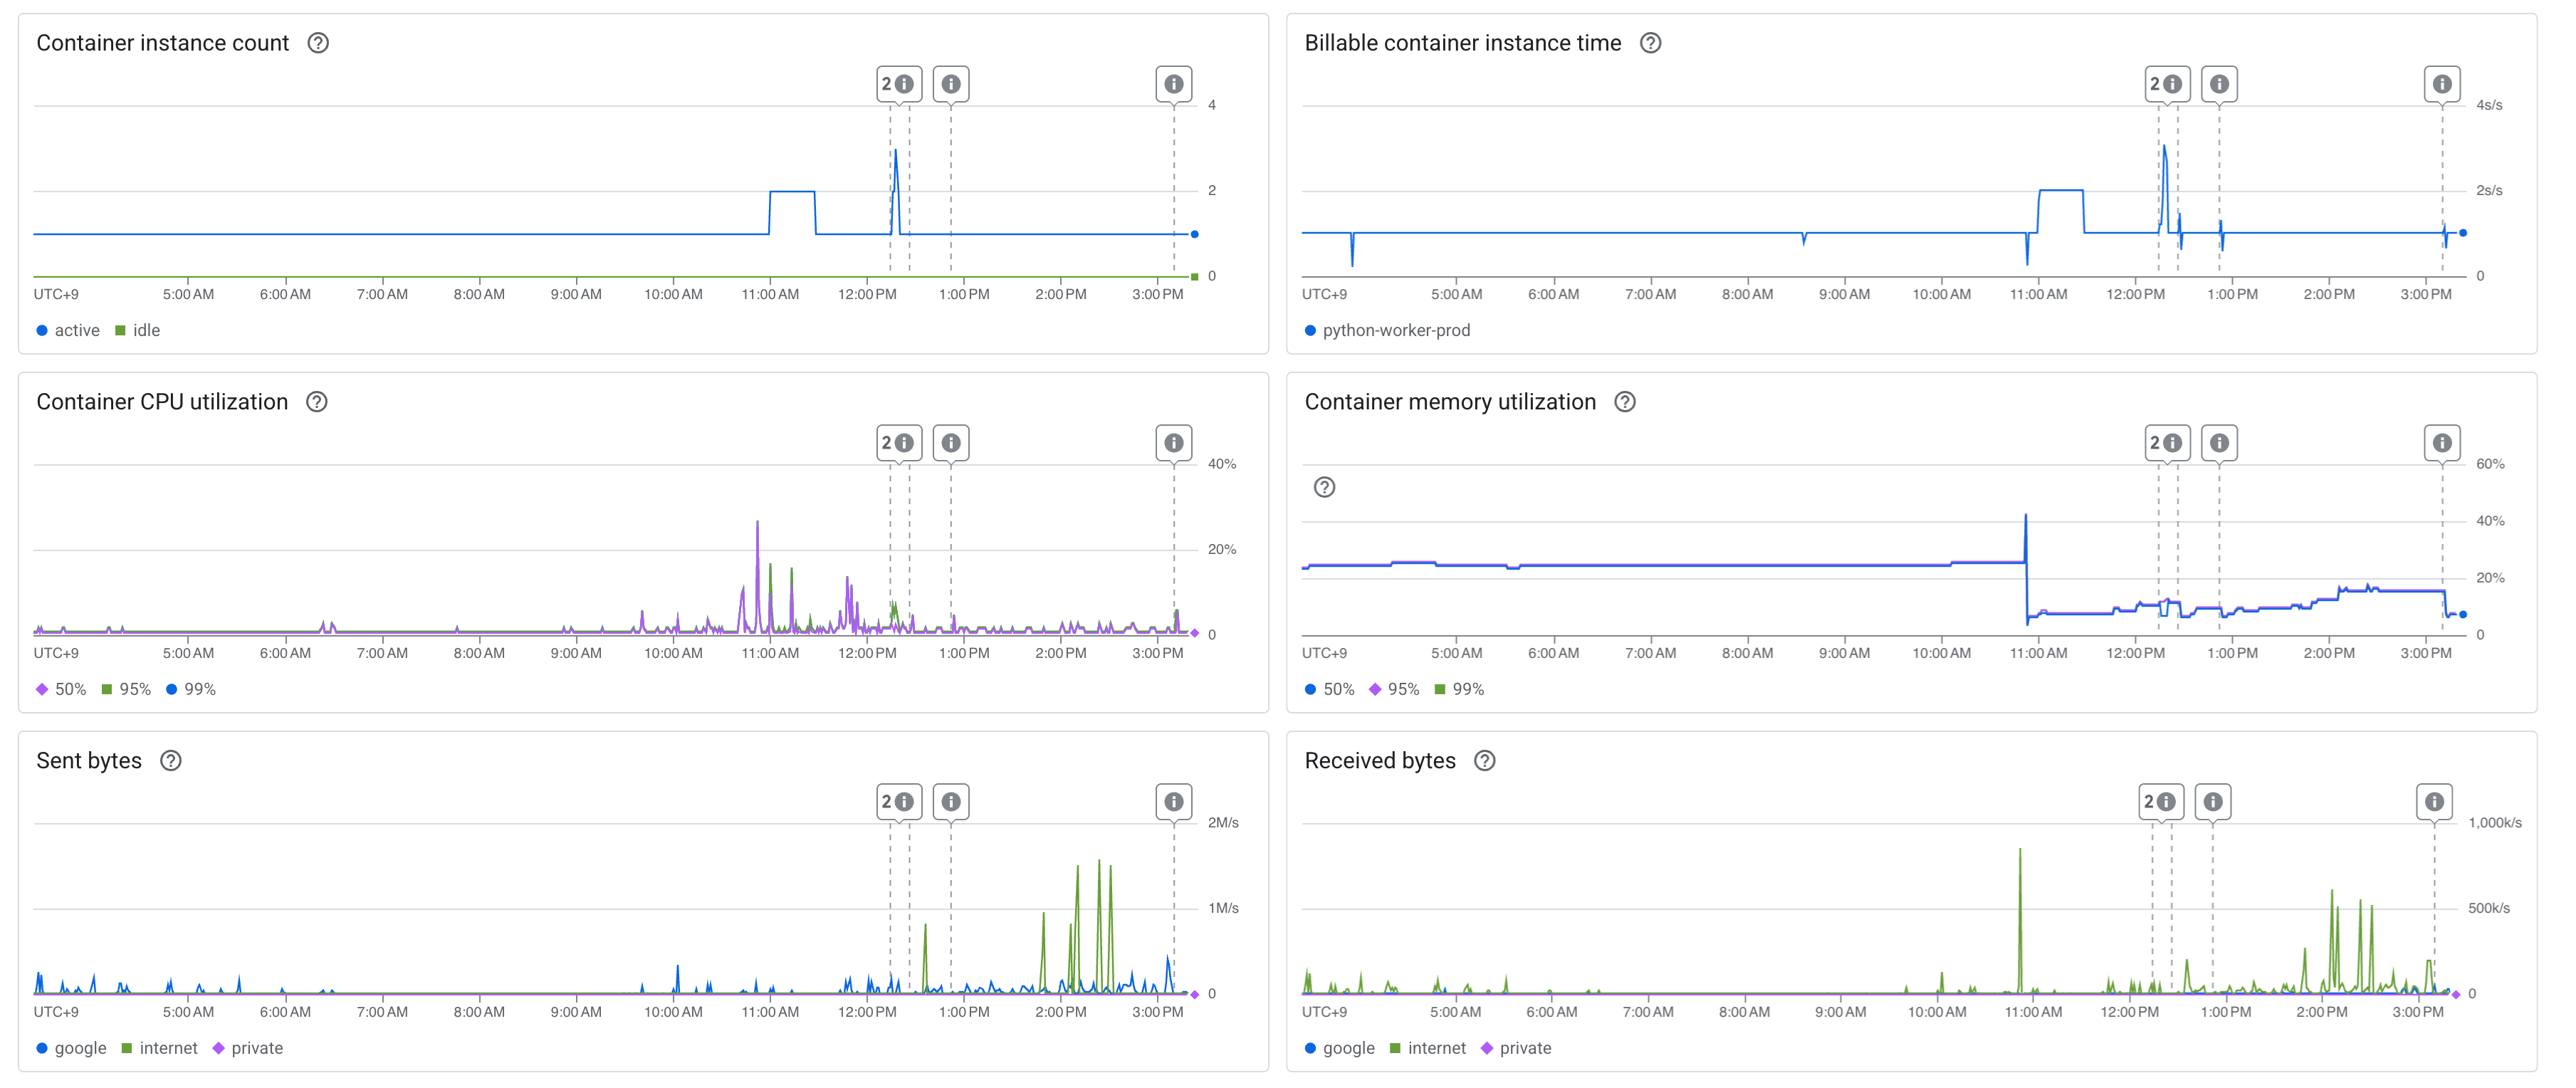 Container instance count
2
4
2
0
UTC+9 5:00 AM 6:00 AM 7:00 AM 8:00 AM 9:00 AM 10:00 AM 11:00 AM 12:00 PM 1:00 PM 2:00 PM 3:00 PM
active idle
Billable container instance time
2
4s/s
2s/s
0
UTC+9 5:00 AM 6:00 AM 7:00 AM 8:00 AM 9:00 AM 10:00 AM 11:00 AM 12:00 PM 1:00 PM 2:00 PM 3:00 PM
python-worker-prod
Container CPU utilization
2
40%
20%
0
UTC+9 5:00 AM 6:00 AM 7:00 AM 8:00 AM 9:00 AM 10:00 AM 11:00 AM 12:00 PM 1:00 PM 2:00 PM 3:00 PM
50% 95% 99%
Container memory utilization
2
60%
40%
20%
0
UTC+9 5:00 AM 6:00 AM 7:00 AM 8:00 AM 9:00 AM 10:00 AM 11:00 AM 12:00 PM 1:00 PM 2:00 PM 3:00 PM
50% 95% 99%
Sent bytes
2
2M/s
1M/s
0
UTC+9 5:00 AM 6:00 AM 7:00 AM 8:00 AM 9:00 AM 10:00 AM 11:00 AM 12:00 PM 1:00 PM 2:00 PM 3:00 PM
google internet private
Received bytes
2
1,000k/s
500k/s
0
UTC+9 5:00 AM 6:00 AM 7:00 AM 8:00 AM 9:00 AM 10:00 AM 11:00 AM 12:00 PM 1:00 PM 2:00 PM 3:00 PM
google internet private